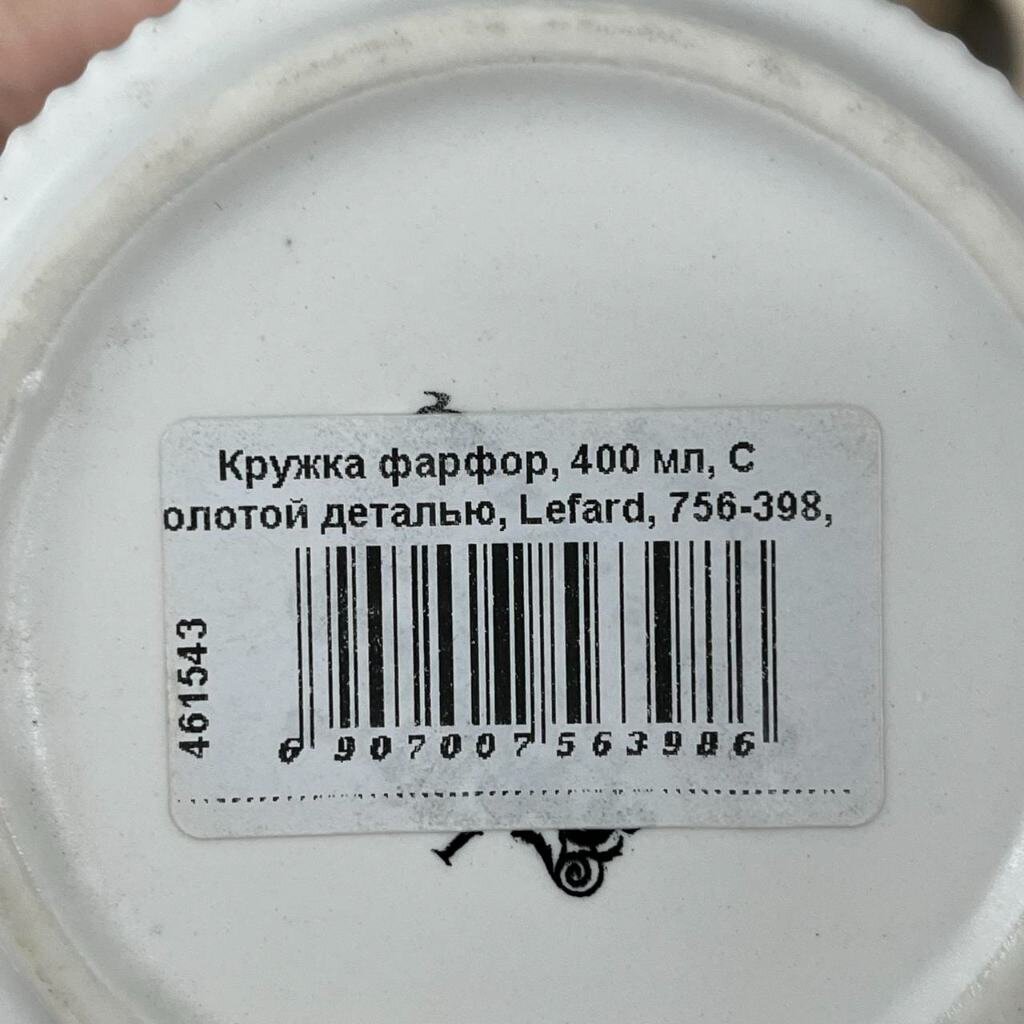 Кружка фарфор, 400 мл, С
олотой деталью, Lefard, 756-398,
461543
6 907007 563986